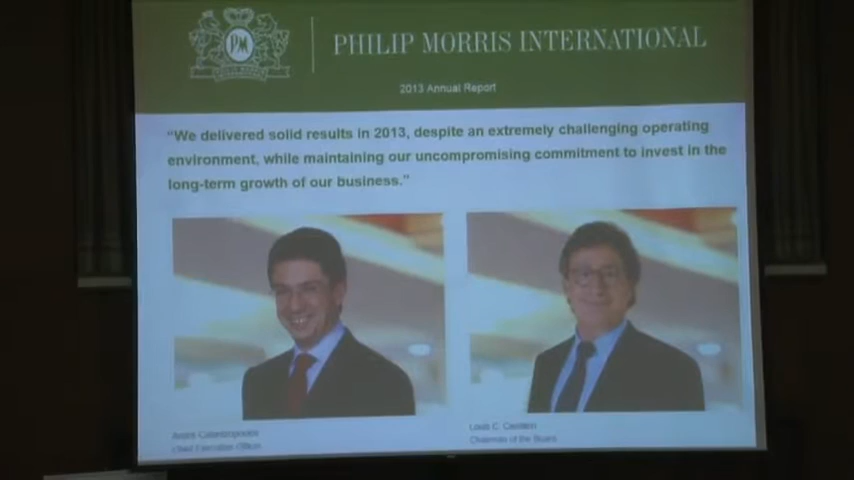 PM
PHILIP MORRIS INTERNATIONAL
2013 Annual Report
“We delivered solid results in 2013, despite an extremely challenging operating
environment, while maintaining our uncompromising commitment to invest in the
long-term growth of our business.”
Chief Executive Officer
Louis C.
Chairman of the Board